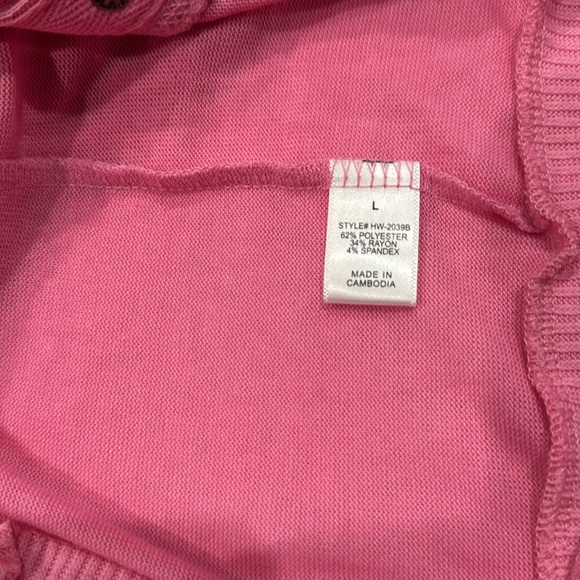 L
STYLE# HW-2039B
62% POLYESTER
34% RAYON
4% SPANDEX
MADE IN
CAMBODIA